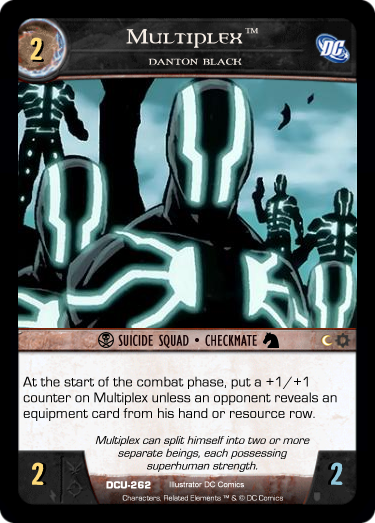 2
Multiplex™
DC
DANTON BLACK
SUICIDE SQUAD • CHECKMATE
At the start of the combat phase, put a +1/+1
counter on Multiplex unless an opponent reveals an
equipment card from his hand or resource row.
Multiplex can split himself into two or more
separate beings, each possessing
superhuman strength.
2
2
DCU-262 Illustrator DC Comics
Characters, Related Elements ™ & © DC Comics